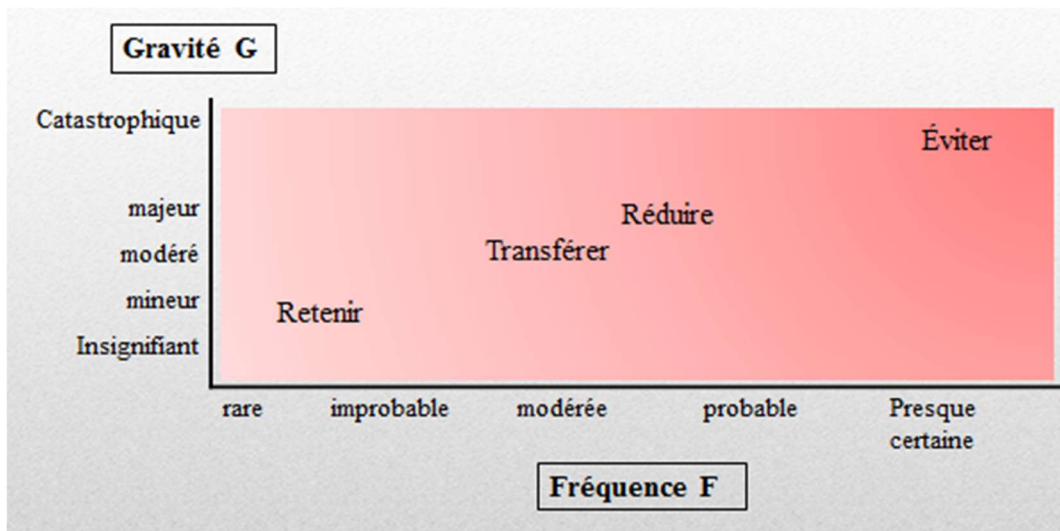 Gravité G
Catastrophique
Éviter
majeur
Réduire
modéré
Transférer
mineur
Retenir
Insignifiant
rare
improbable
modérée
probable
Presque
certaine
Fréquence F